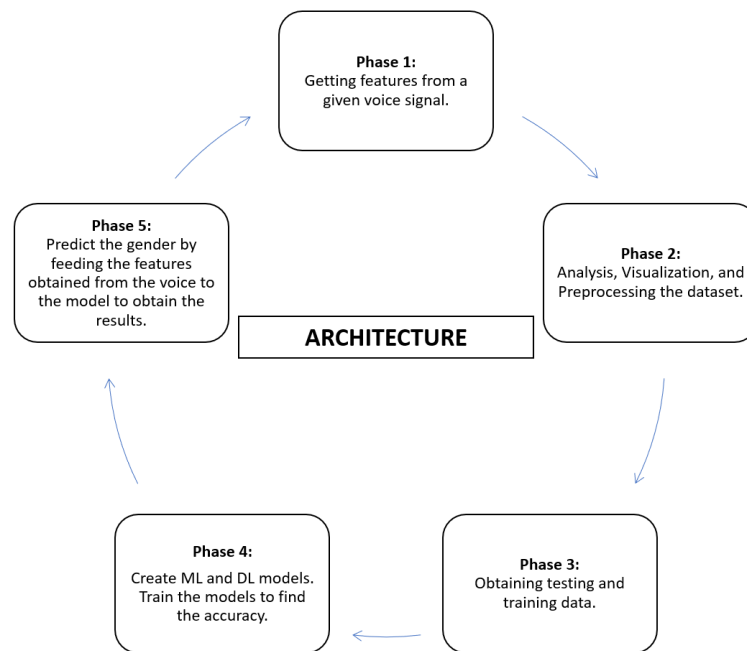 Phase 1:
Getting features from a
given voice signal.
Phase 2:
Analysis, Visualization, and
Preprocessing the dataset.
Phase 5:
Predict the gender by
feeding the features
obtained from the voice to
the model to obtain the
results.
ARCHITECTURE
Phase 4:
Create ML and DL models.
Train the models to find
the accuracy.
Phase 3:
Obtaining testing and
training data.